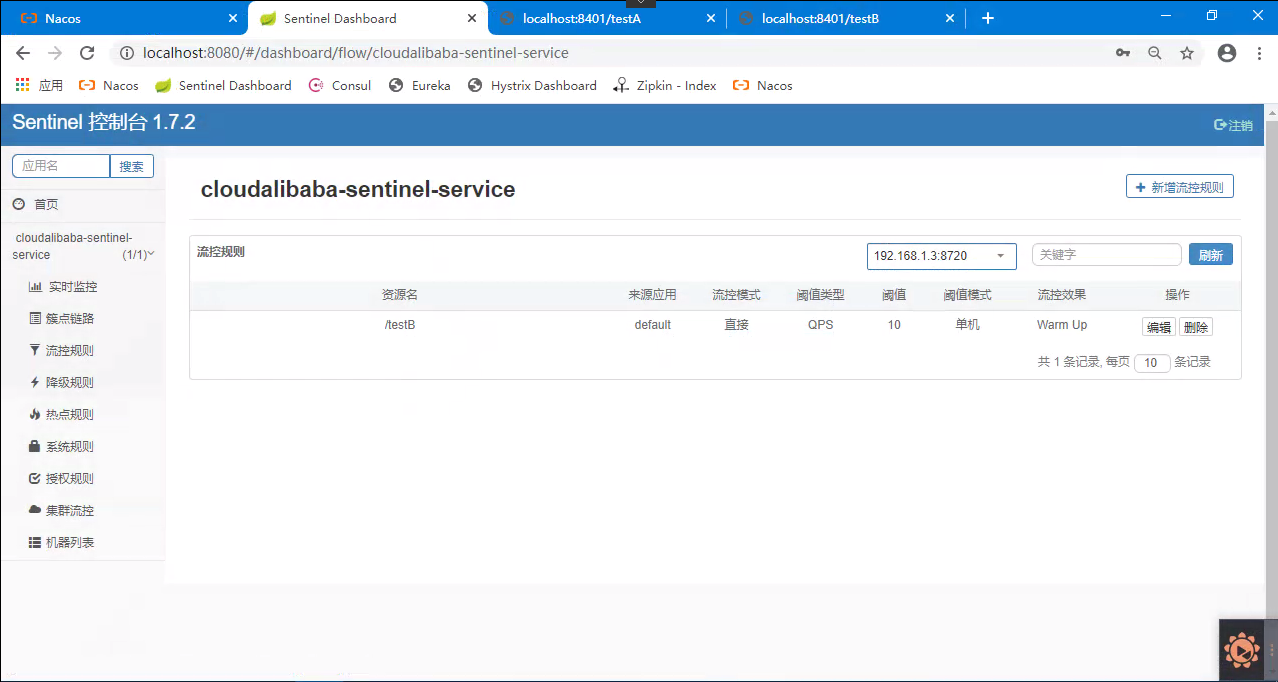 Nacos
Sentinel Dashboard
localhost:8401/testA
localhost:8401/testB
localhost:8080/#/dashboard/flow/cloudalibaba-sentinel-service
应用 Nacos Sentinel Dashboard Consul Eureka Hystrix Dashboard Zipkin - Index Nacos
Sentinel 控制台 1.7.2
注销
应用名 搜索
首页
cloudalibaba-sentinel-
service (1/1)
实时监控
簇点链路
流控规则
降级规则
热点规则
系统规则
授权规则
集群流控
机器列表
cloudalibaba-sentinel-service
新增流控规则
流控规则 192.168.1.3:8720 关键字 刷新
资源名 来源应用 流控模式 阈值类型 阈值 阈值模式 流控效果 操作
/testB default 直接 QPS 10 单机 Warm Up 编辑 删除
共 1 条记录, 每页 10 条记录